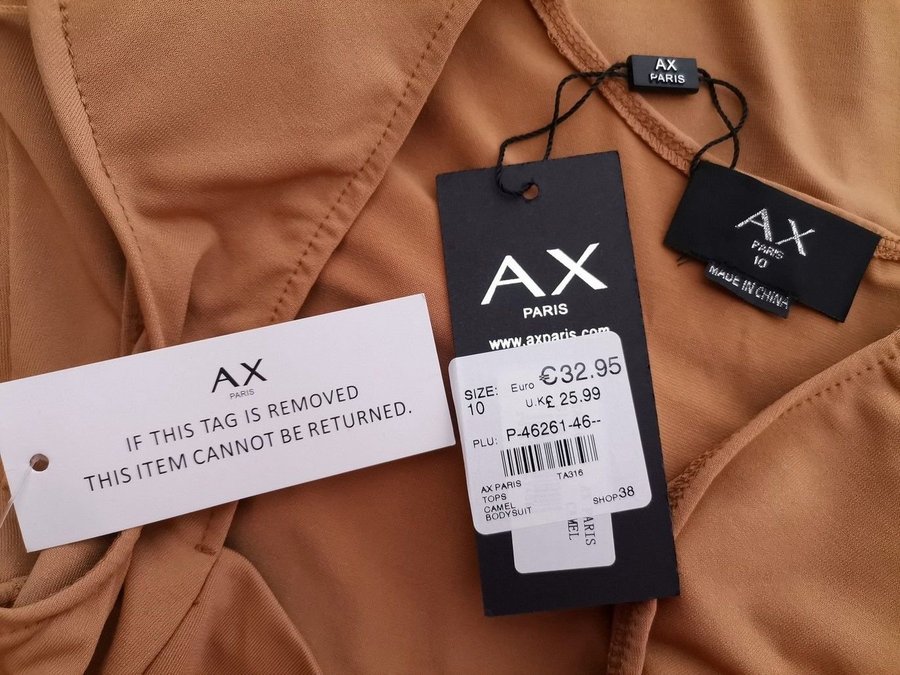 AX
PARIS
AX
PARIS
10
MADE IN CHINA
AX
PARIS
www.axparis.com
SIZE:
10
Euro €32.95
U.K£ 25.99
PLU: P-46261-46--
AX PARIS
TA316
TOPS
CAMEL
BODYSUIT
SHOP38
ARIS
MEL
AX
PARIS
IF THIS TAG IS REMOVED
THIS ITEM CANNOT BE RETURNED.